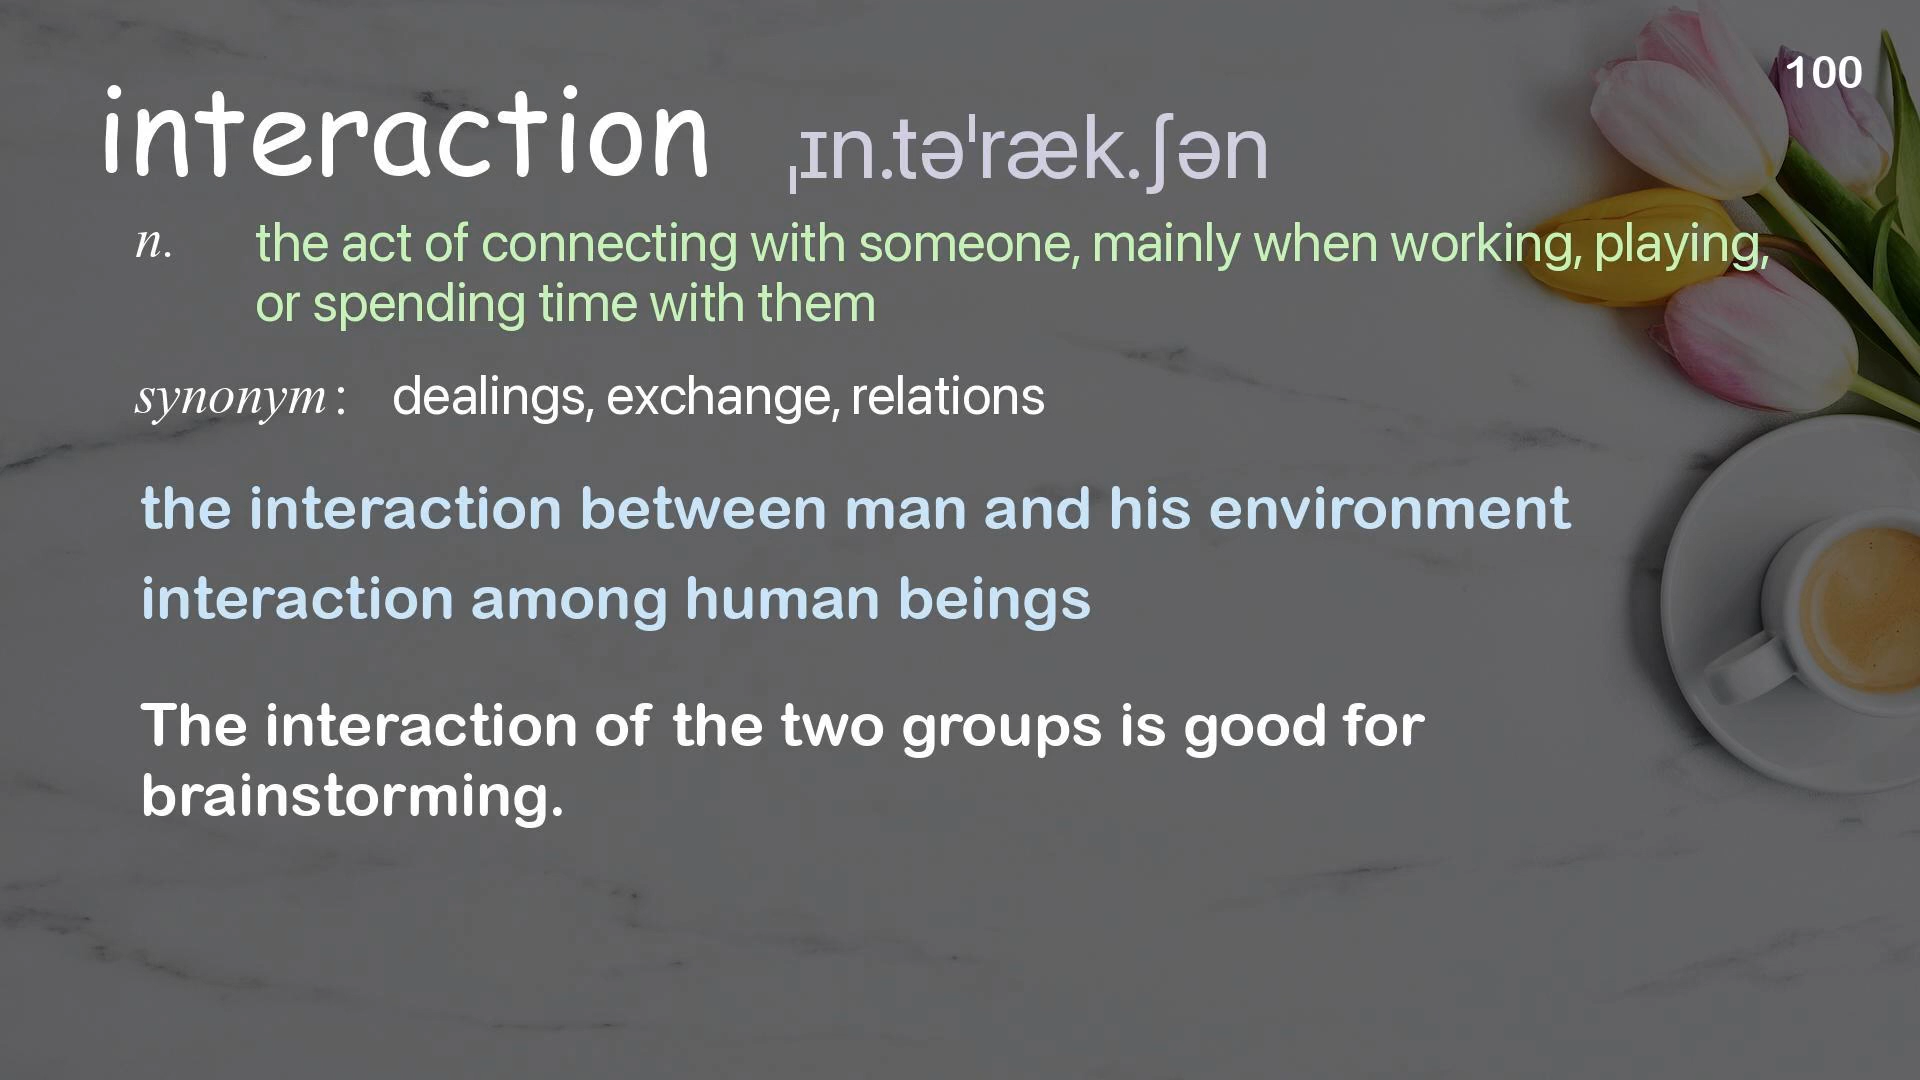 100
interaction ˌɪn.təˈræk.ʃən
n. the act of connecting with someone, mainly when working, playing,
or spending time with them
synonym : dealings, exchange, relations
the interaction between man and his environment
interaction among human beings
The interaction of the two groups is good for
brainstorming.